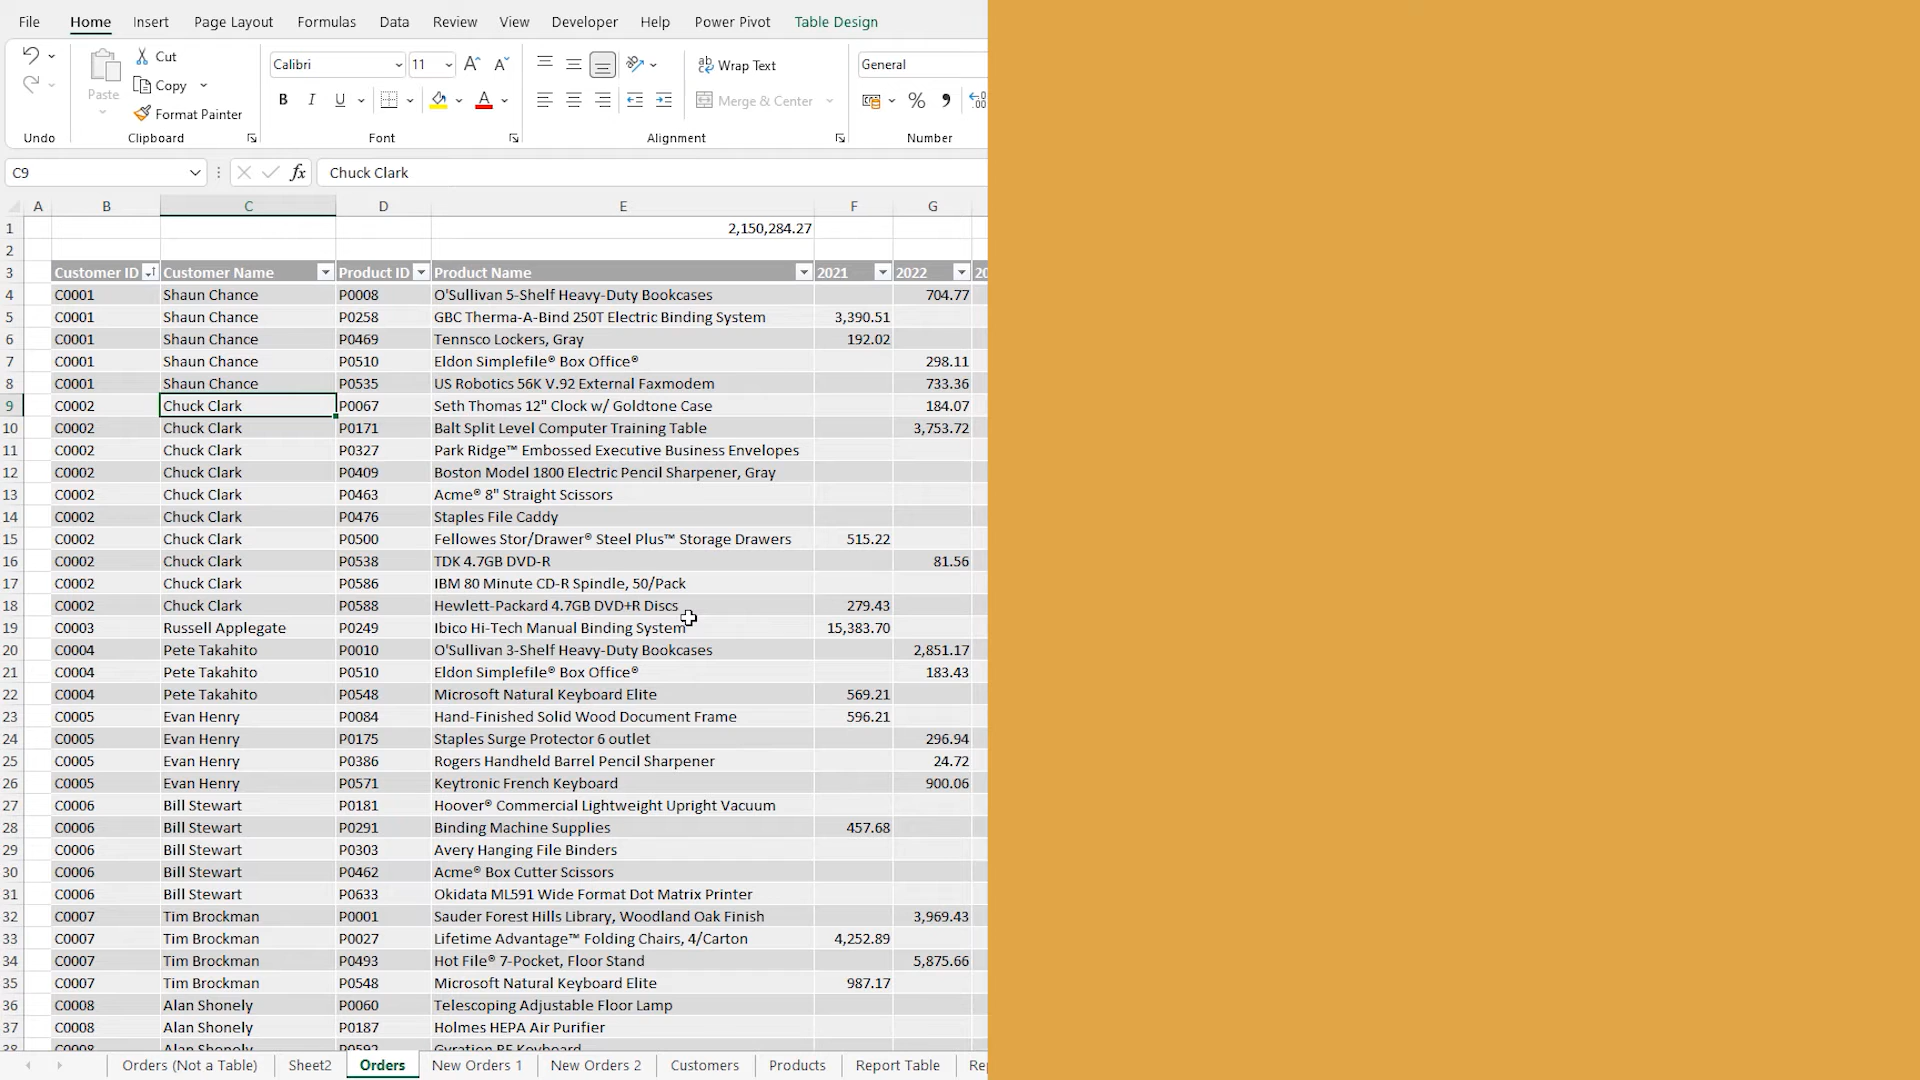 File Home Insert Page Layout Formulas Data Review View Developer Help Power Pivot Table Design
Cut
Calibri 11 Wrap Text General
Copy
Paste
B I U Merge & Center % ,
Format Painter
Undo Clipboard Font Alignment Number
C9 fx Chuck Clark
A B C D E F G
1 2,150,284.27
2
3 Customer ID Customer Name Product ID Product Name 2021 2022 20
4 C0001 Shaun Chance P0008 O'Sullivan 5-Shelf Heavy-Duty Bookcases 704.77
5 C0001 Shaun Chance P0258 GBC Therma-A-Bind 250T Electric Binding System 3,390.51
6 C0001 Shaun Chance P0469 Tennsco Lockers, Gray 192.02
7 C0001 Shaun Chance P0510 Eldon Simplefile® Box Office® 298.11
8 C0001 Shaun Chance P0535 US Robotics 56K V.92 External Faxmodem 733.36
9 C0002 Chuck Clark P0067 Seth Thomas 12" Clock w/ Goldtone Case 184.07
10 C0002 Chuck Clark P0171 Balt Split Level Computer Training Table 3,753.72
11 C0002 Chuck Clark P0327 Park Ridge™ Embossed Executive Business Envelopes
12 C0002 Chuck Clark P0409 Boston Model 1800 Electric Pencil Sharpener, Gray
13 C0002 Chuck Clark P0463 Acme® 8" Straight Scissors
14 C0002 Chuck Clark P0476 Staples File Caddy
15 C0002 Chuck Clark P0500 Fellowes Stor/Drawer® Steel Plus™ Storage Drawers 515.22
16 C0002 Chuck Clark P0538 TDK 4.7GB DVD-R 81.56
17 C0002 Chuck Clark P0586 IBM 80 Minute CD-R Spindle, 50/Pack
18 C0002 Chuck Clark P0588 Hewlett-Packard 4.7GB DVD+R Discs 279.43
19 C0003 Russell Applegate P0249 Ibico Hi-Tech Manual Binding System 15,383.70
20 C0004 Pete Takahito P0010 O'Sullivan 3-Shelf Heavy-Duty Bookcases 2,851.17
21 C0004 Pete Takahito P0510 Eldon Simplefile® Box Office® 183.43
22 C0004 Pete Takahito P0548 Microsoft Natural Keyboard Elite 569.21
23 C0005 Evan Henry P0084 Hand-Finished Solid Wood Document Frame 596.21
24 C0005 Evan Henry P0175 Staples Surge Protector 6 outlet 296.94
25 C0005 Evan Henry P0386 Rogers Handheld Barrel Pencil Sharpener 24.72
26 C0005 Evan Henry P0571 Keytronic French Keyboard 900.06
27 C0006 Bill Stewart P0181 Hoover® Commercial Lightweight Upright Vacuum
28 C0006 Bill Stewart P0291 Binding Machine Supplies 457.68
29 C0006 Bill Stewart P0303 Avery Hanging File Binders
30 C0006 Bill Stewart P0462 Acme® Box Cutter Scissors
31 C0006 Bill Stewart P0633 Okidata ML591 Wide Format Dot Matrix Printer
32 C0007 Tim Brockman P0001 Sauder Forest Hills Library, Woodland Oak Finish 3,969.43
33 C0007 Tim Brockman P0027 Lifetime Advantage™ Folding Chairs, 4/Carton 4,252.89
34 C0007 Tim Brockman P0493 Hot File® 7-Pocket, Floor Stand 5,875.66
35 C0007 Tim Brockman P0548 Microsoft Natural Keyboard Elite 987.17
36 C0008 Alan Shonely P0060 Telescoping Adjustable Floor Lamp
37 C0008 Alan Shonely P0187 Holmes HEPA Air Purifier
38 C0008 Alan Shonely P0592 Gyration RF Keyboard
Orders (Not a Table) Sheet2 Orders New Orders 1 New Orders 2 Customers Products Report Table Re